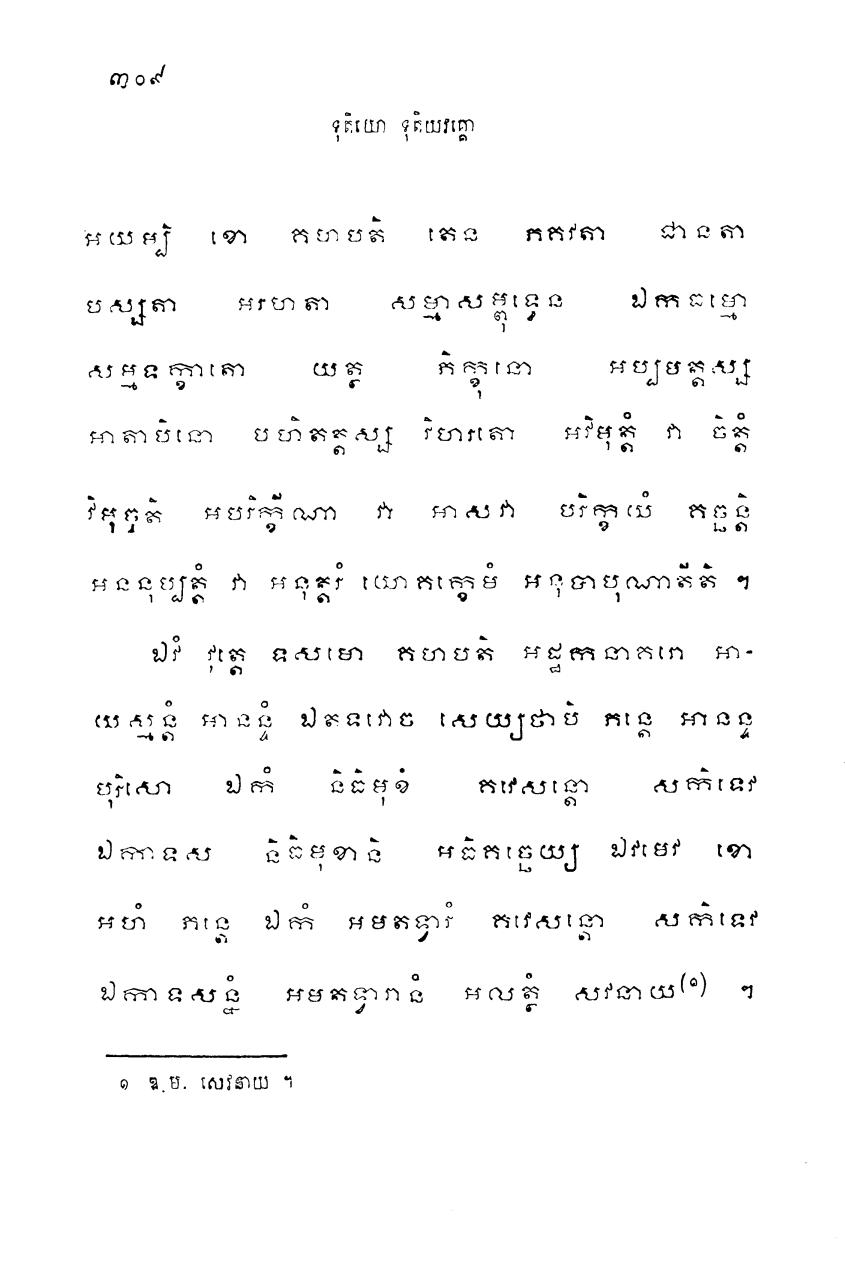 ៣០៩
ទុតិយោ ទុតិយវគ្គោ
អយម្បិ ខោ គហបតិ តេន ភគវតា ជានតា
បស្សតា អរហតា សម្មាសម្ពុទ្ធេន ឯកធម្មោ
សម្មទក្ខាតោ យត្ថ ភិក្ខុនោ អប្បមត្តស្ស
អាតាបិនោ បហិតត្តស្ស វិហរតោ អវិមុត្តំ វា ចិត្តំ
វិមុច្ចតិ អបរិក្ខីណា វា អាសវា បរិក្ខយំ គច្ឆន្តិ
អននុប្បត្តំ វា អនុត្តរំ យោគក្ខេមំ អនុបាបុណាតីតិ ។
ឯវំ វុត្តេ ទសមោ គហបតិ អដ្ឋកនាគរោ អា-
យស្មន្តំ អានន្ទំ ឯតទវោច សេយ្យថាបិ ភន្តេ អានន្ទ
បុរិសោ ឯកំ និធិមុខំ គវេសន្តោ សកិទេវ
ឯកាទស និធិមុខានិ អធិគច្ឆេយ្យ ឯវមេវ ខោ
អហំ ភន្តេ ឯកំ អមតទ្វារំ គវេសន្តោ សកិទេវ
ឯកាទសន្នំ អមតទ្វារានំ អលត្ថំ សវនាយ(១) ។
១ ឱ.ម. សេវនាយ ។